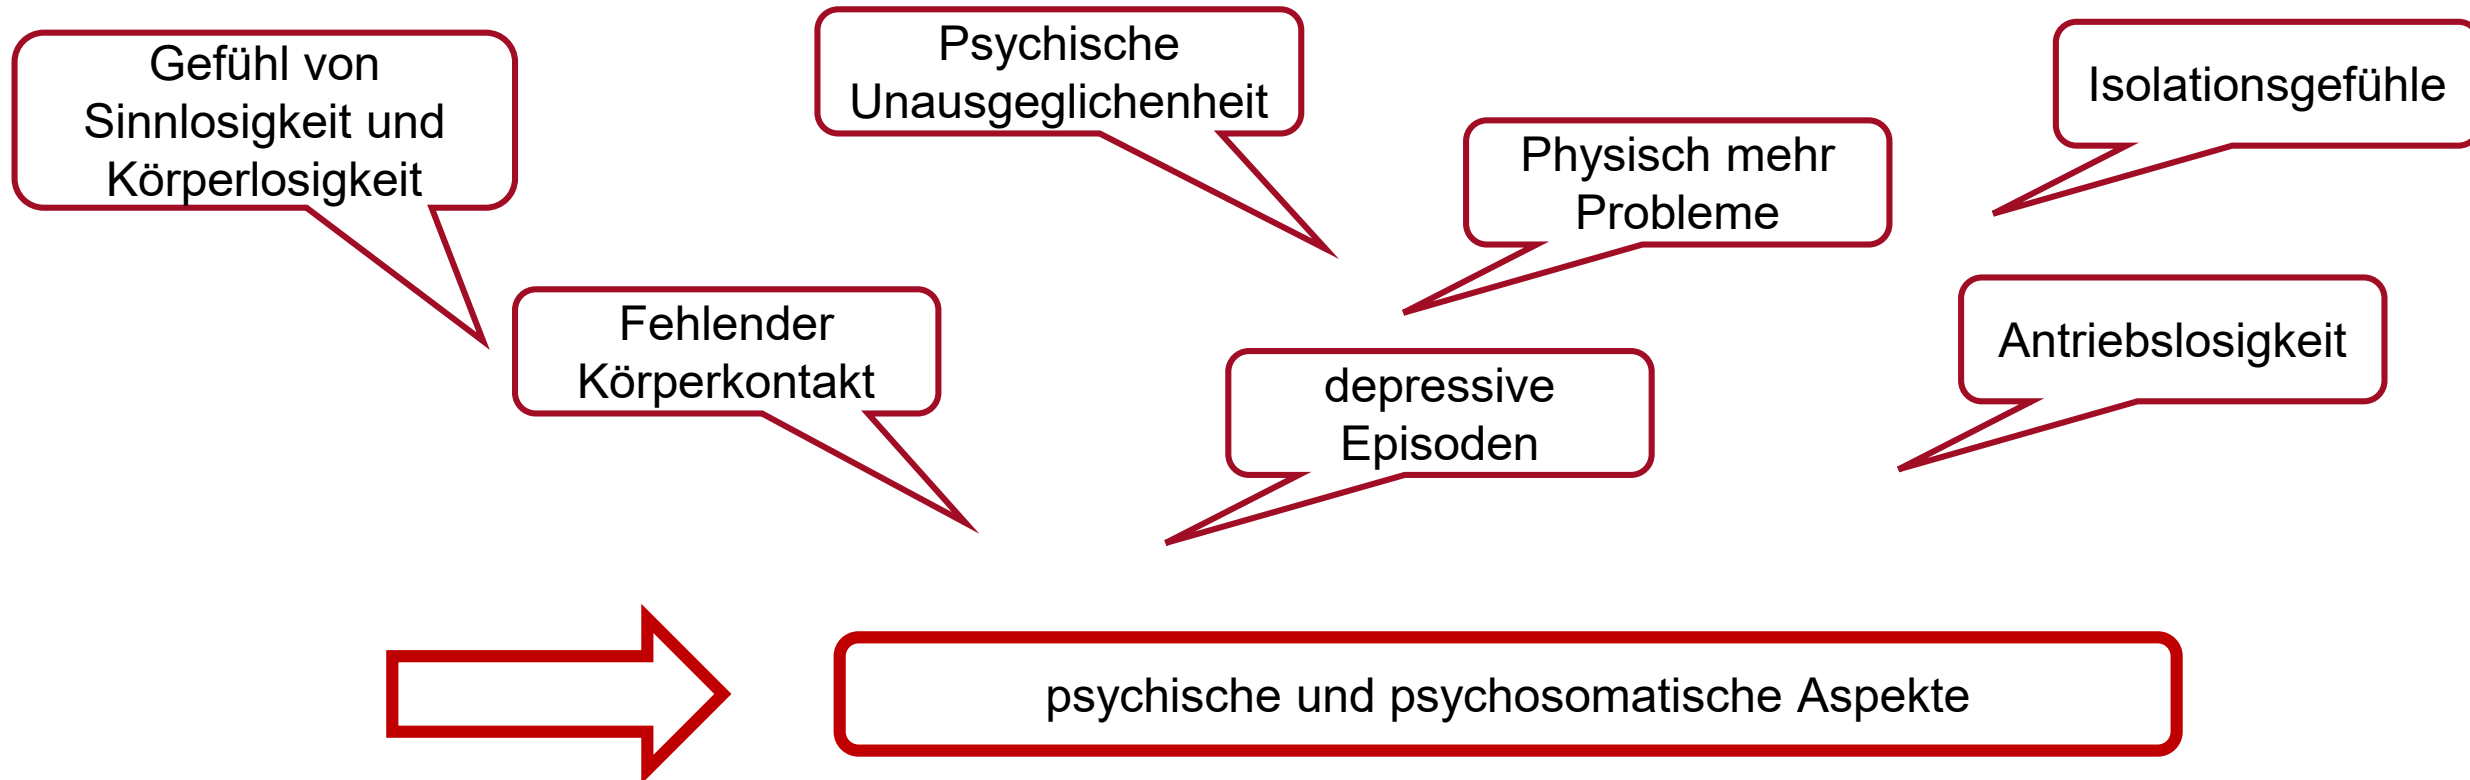 Gefühl von
Sinnlosigkeit und
Körperlosigkeit
Psychische
Unausgeglichenheit
Isolationsgefühle
Physisch mehr
Probleme
Fehlender
Körperkontakt
depressive
Episoden
Antriebslosigkeit
psychische und psychosomatische Aspekte